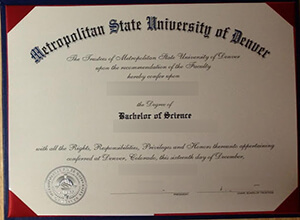 Metropolitan State University of Denver
The Trustees of Metropolitan State University of Denver
upon the recommendation of the Faculty
hereby confer upon
the Degree of
Bachelor of Science
with all the Rights, Responsibilities, Privileges and Honors thereunto appertaining
conferred at Denver, Colorado, this sixteenth day of December,
PRESIDENT